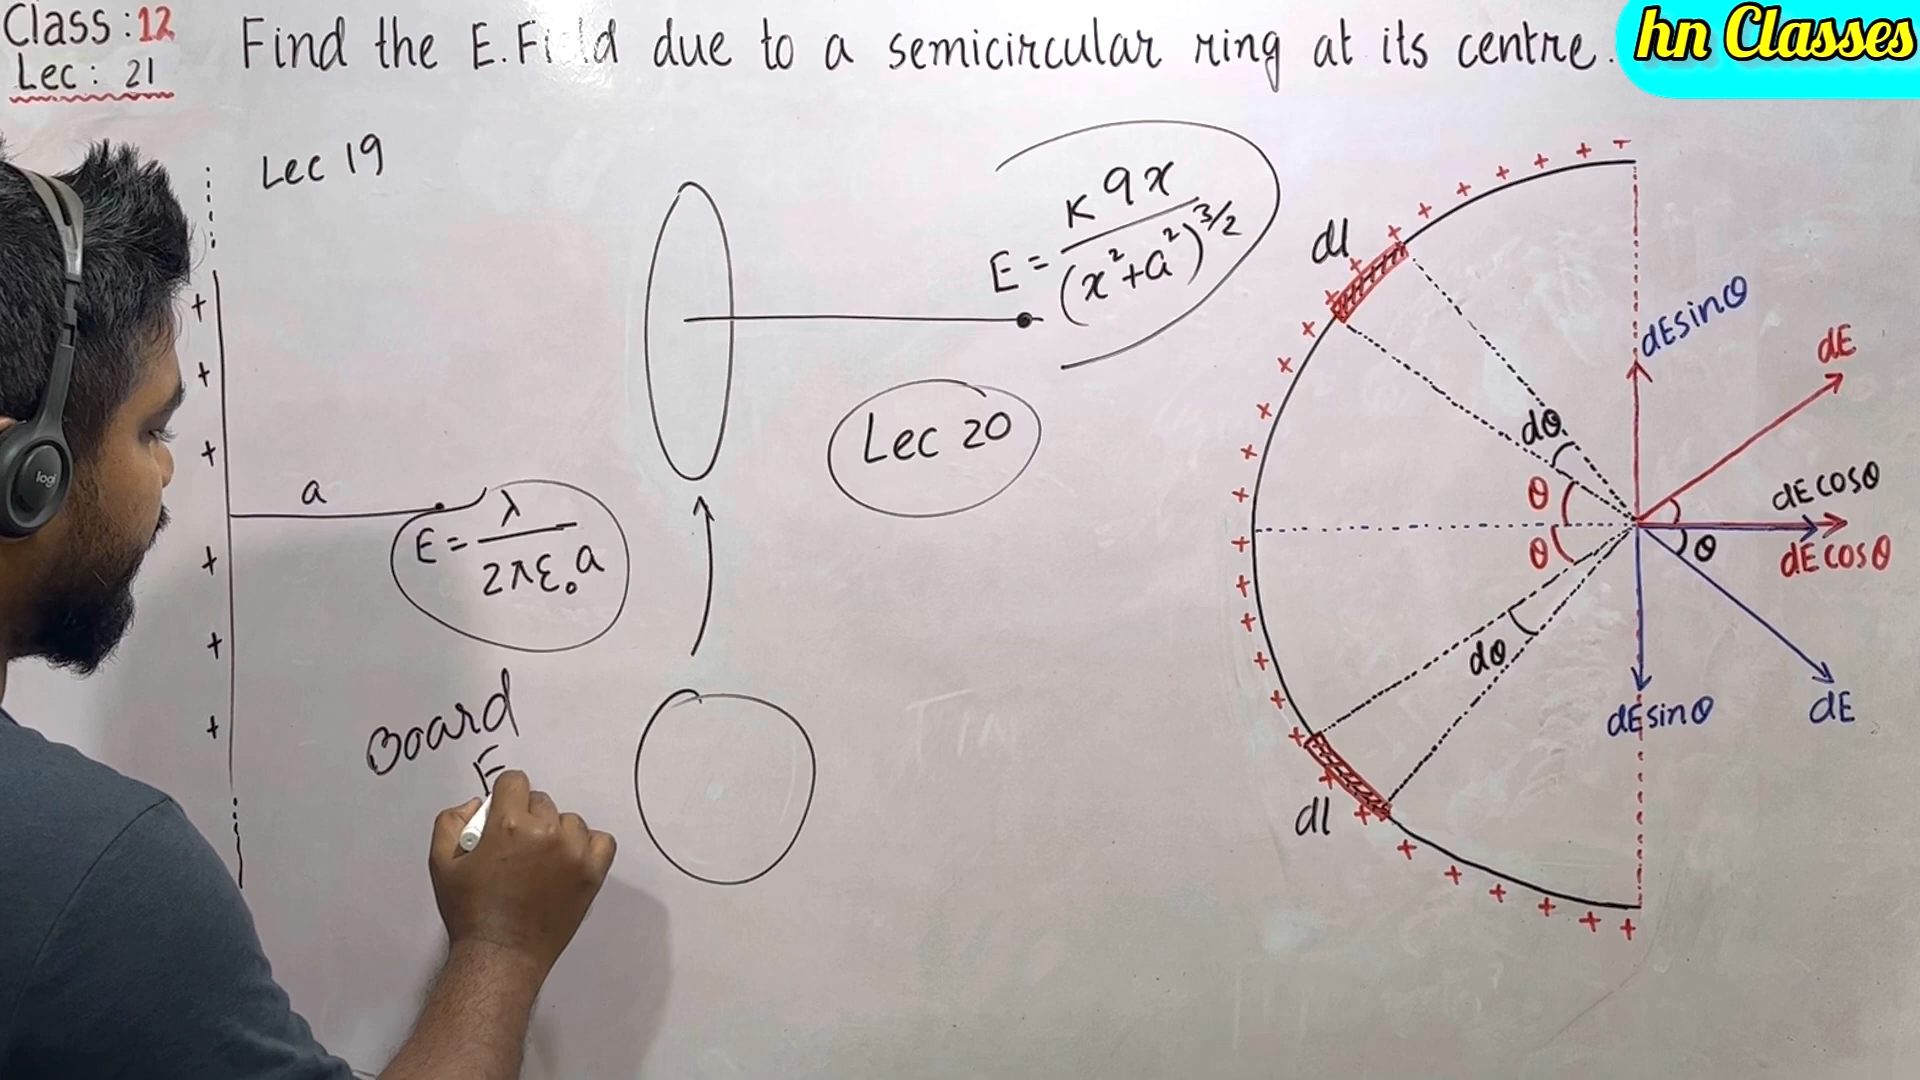 Class : 12
Lec : 21
Find the E. Field due to a semicircular ring at its centre.
hn Classes
Lec 19
E = K q x / (x² + a²)^3/2
Lec 20
a
E = λ / 2πε₀a
Board
E
logi
dl
dEsinθ
dE
dθ
θ
dEcosθ
θ
θ
dEcosθ
dθ
dEsinθ
dE
dl